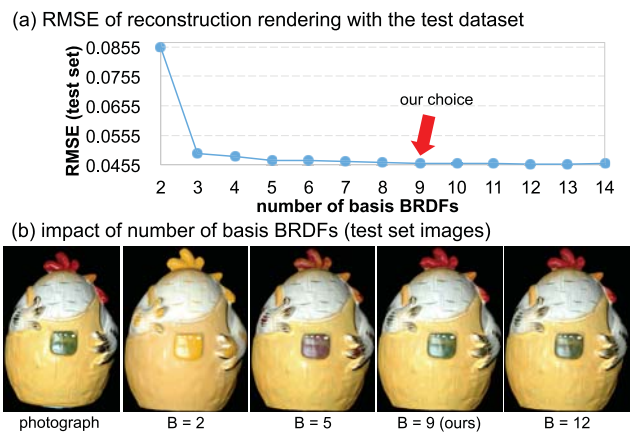 (a) RMSE of reconstruction rendering with the test dataset
RMSE (test set)
0.0855
0.0755
0.0655
0.0555
0.0455
our choice
2 3 4 5 6 7 8 9 10 11 12 13 14
number of basis BRDFs
(b) impact of number of basis BRDFs (test set images)
photograph B = 2 B = 5 B = 9 (ours) B = 12